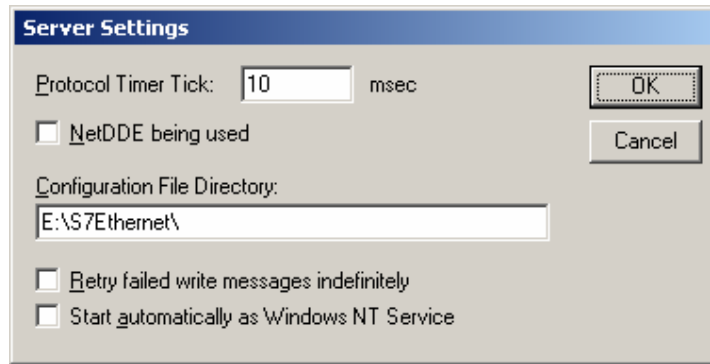 Server Settings
Protocol Timer Tick: 10 msec
OK
NetDDE being used
Cancel
Configuration File Directory:
E:\S7Ethernet\
Retry failed write messages indefinitely
Start automatically as Windows NT Service